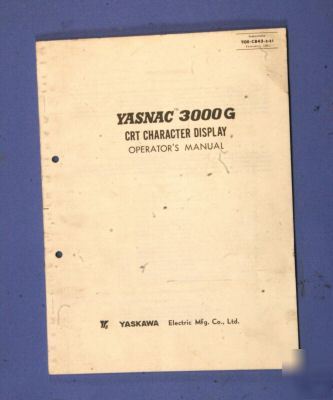 YASNAC 3000G
CRT CHARACTER DISPLAY
OPERATOR'S MANUAL
YASKAWA Electric Mfg. Co., Ltd.